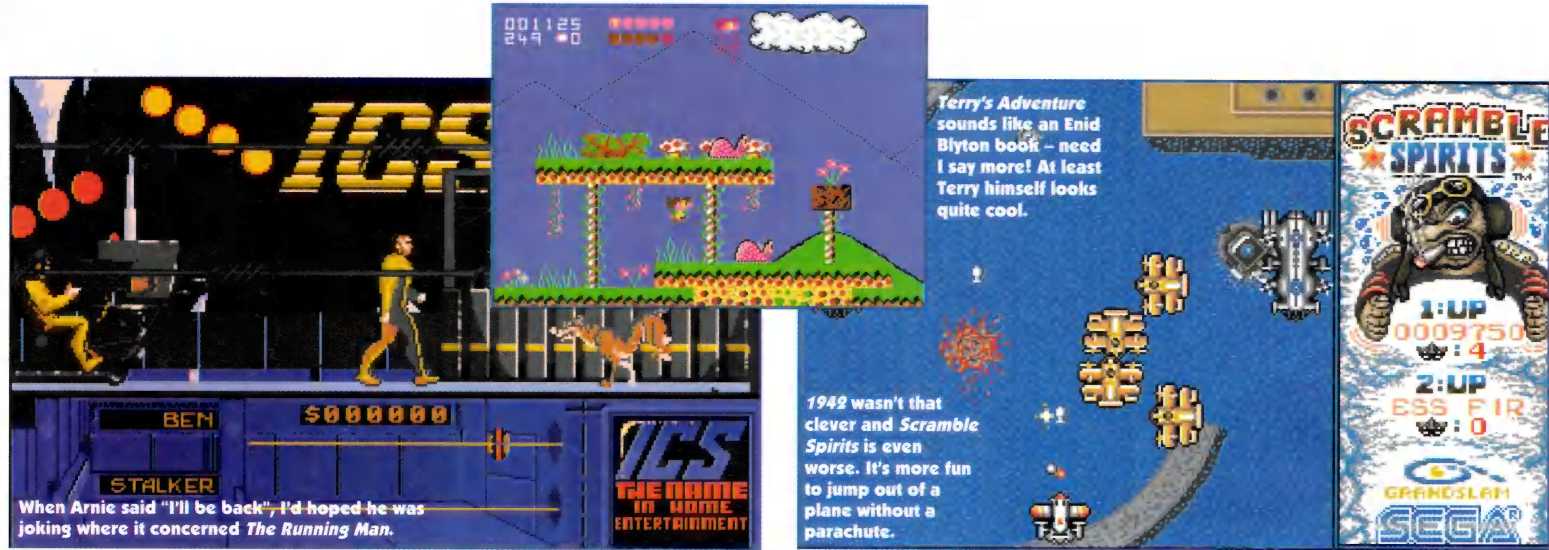 ICS
BEN
$000000
STALKER
ICS
THE NAME
IN HOME
ENTERTAINMENT
When Arnie said "I'll be back", I'd hoped he was
joking where it concerned The Running Man.
001125
249 0
Terry's Adventure
sounds like an Enid
Blyton book – need
I say more! At least
Terry himself looks
quite cool.
1942 wasn't that
clever and Scramble
Spirits is even
worse. It's more fun
to jump out of a
plane without a
parachute.
SCRAMBLE
SPIRITS TM
1:UP
0009750
:4
2:UP
ESS FIR
:0
GRANDSLAM
SEGA®